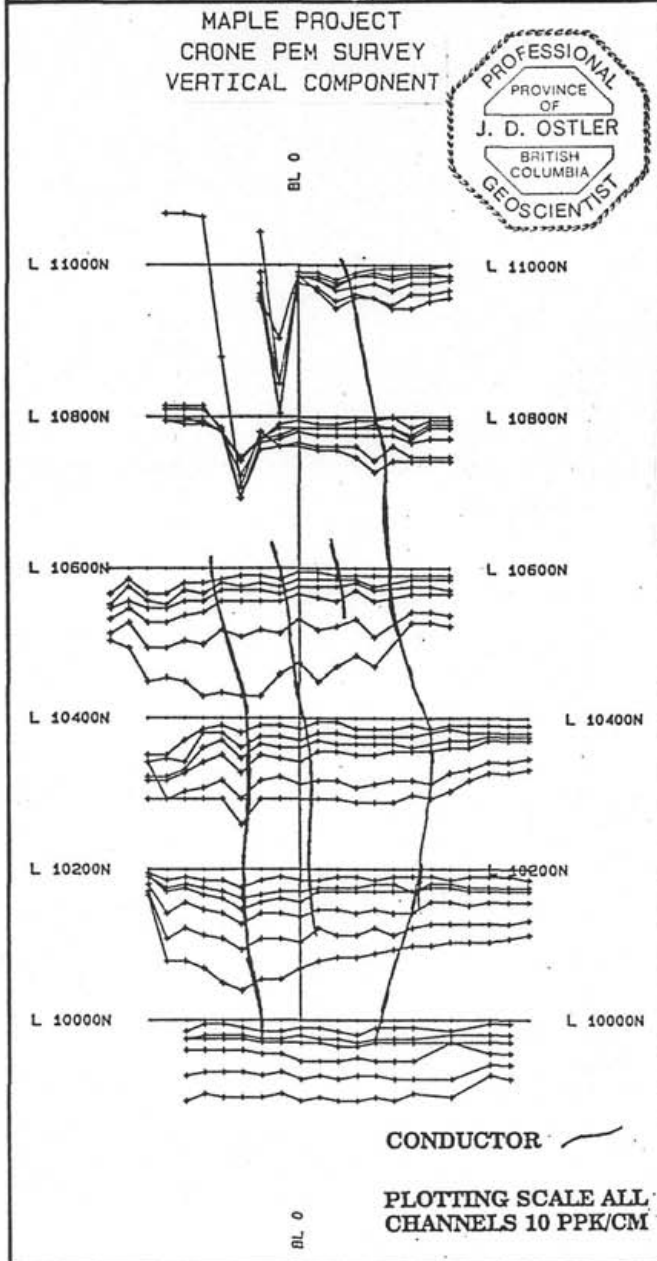 MAPLE PROJECT
CRONE PEM SURVEY
VERTICAL COMPONENT
PROFESSIONAL
PROVINCE
OF
J. D. OSTLER
BRITISH
COLUMBIA
GEOSCIENTIST
BL 0
L 11000N
L 11000N
L 10800N
L 10800N
L 10600N
L 10600N
L 10400N
L 10400N
L 10200N
L 10200N
L 10000N
L 10000N
CONDUCTOR
PLOTTING SCALE ALL
CHANNELS 10 PPK/CM
BL 0